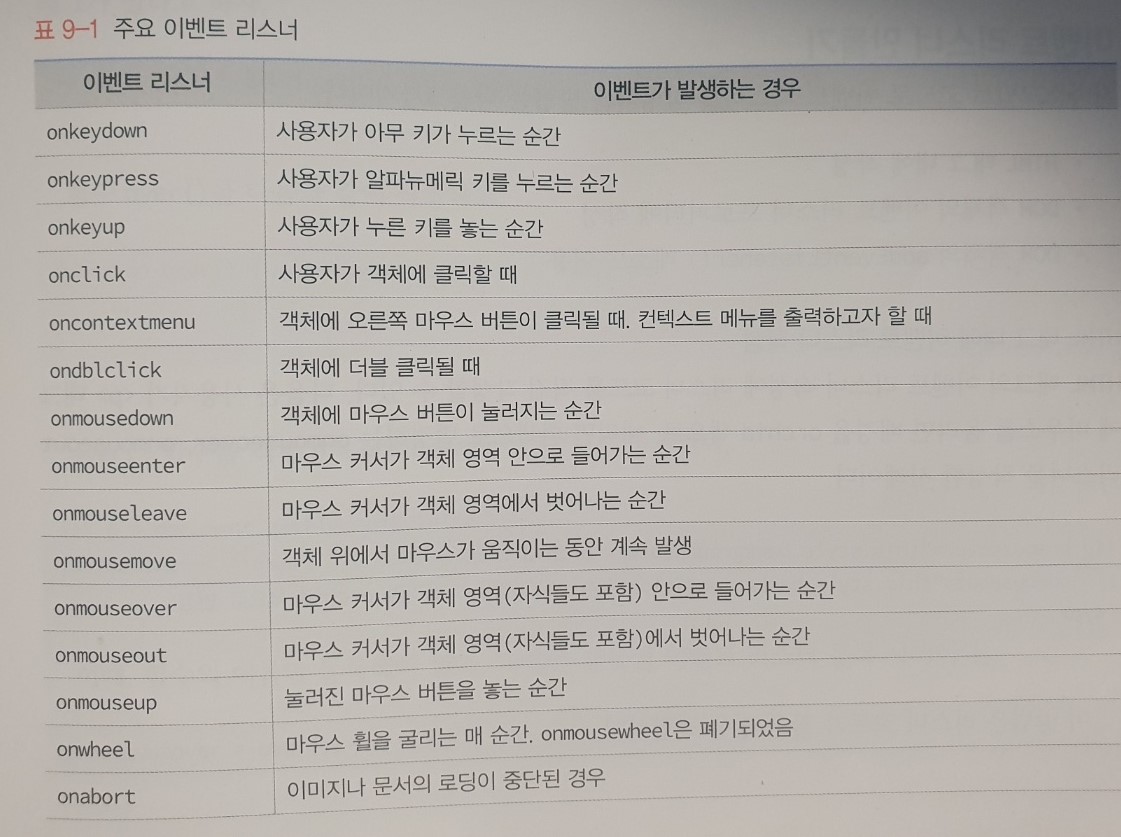 표 9-1 주요 이벤트 리스너
이벤트 리스너 이벤트가 발생하는 경우
onkeydown 사용자가 아무 키가 누르는 순간
onkeypress 사용자가 알파뉴메릭 키를 누르는 순간
onkeyup 사용자가 누른 키를 놓는 순간
onclick 사용자가 객체에 클릭할 때
oncontextmenu 객체에 오른쪽 마우스 버튼이 클릭될 때. 컨텍스트 메뉴를 출력하고자 할 때
ondblclick 객체에 더블 클릭될 때
onmousedown 객체에 마우스 버튼이 눌러지는 순간
onmouseenter 마우스 커서가 객체 영역 안으로 들어가는 순간
onmouseleave 마우스 커서가 객체 영역에서 벗어나는 순간
onmousemove 객체 위에서 마우스가 움직이는 동안 계속 발생
onmouseover 마우스 커서가 객체 영역(자식들도 포함) 안으로 들어가는 순간
onmouseout 마우스 커서가 객체 영역(자식들도 포함)에서 벗어나는 순간
onmouseup 눌러진 마우스 버튼을 놓는 순간
onwheel 마우스 휠을 굴리는 매 순간. onmousewheel은 폐기되었음
onabort 이미지나 문서의 로딩이 중단된 경우